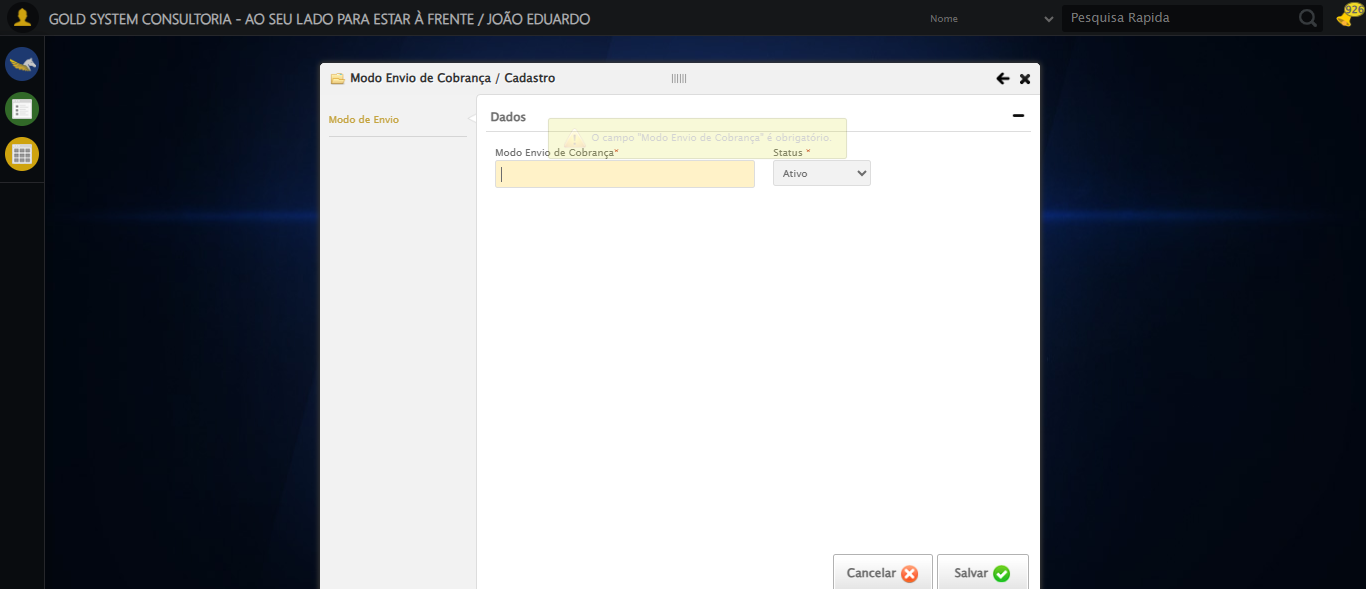 GOLD SYSTEM CONSULTORIA - AO SEU LADO PARA ESTAR À FRENTE / JOÃO EDUARDO
Nome
Pesquisa Rapida
926
Modo Envio de Cobrança / Cadastro
Modo de Envio
Dados
O campo "Modo Envio de Cobrança" é obrigatório.
Modo Envio de Cobrança*
Status *
Ativo
Cancelar
Salvar